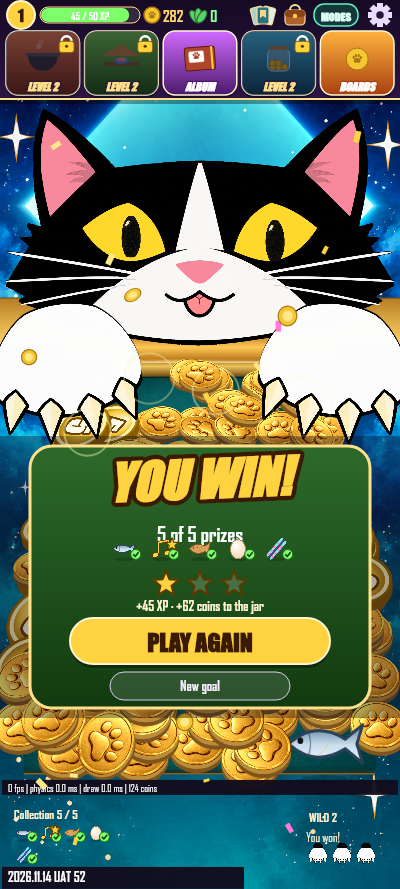 1
45 / 50 XP
282
0
MODES
LEVEL 2
LEVEL 2
ALBUM
LEVEL 2
BOARDS
YOU WIN!
5 of 5 prizes
+45 XP · +62 coins to the jar
PLAY AGAIN
New goal
0 fps | physics 0.0 ms | draw 0.0 ms | 124 coins
Collection 5 / 5
WILD 2
You won!
2026.11.14 UAT 52